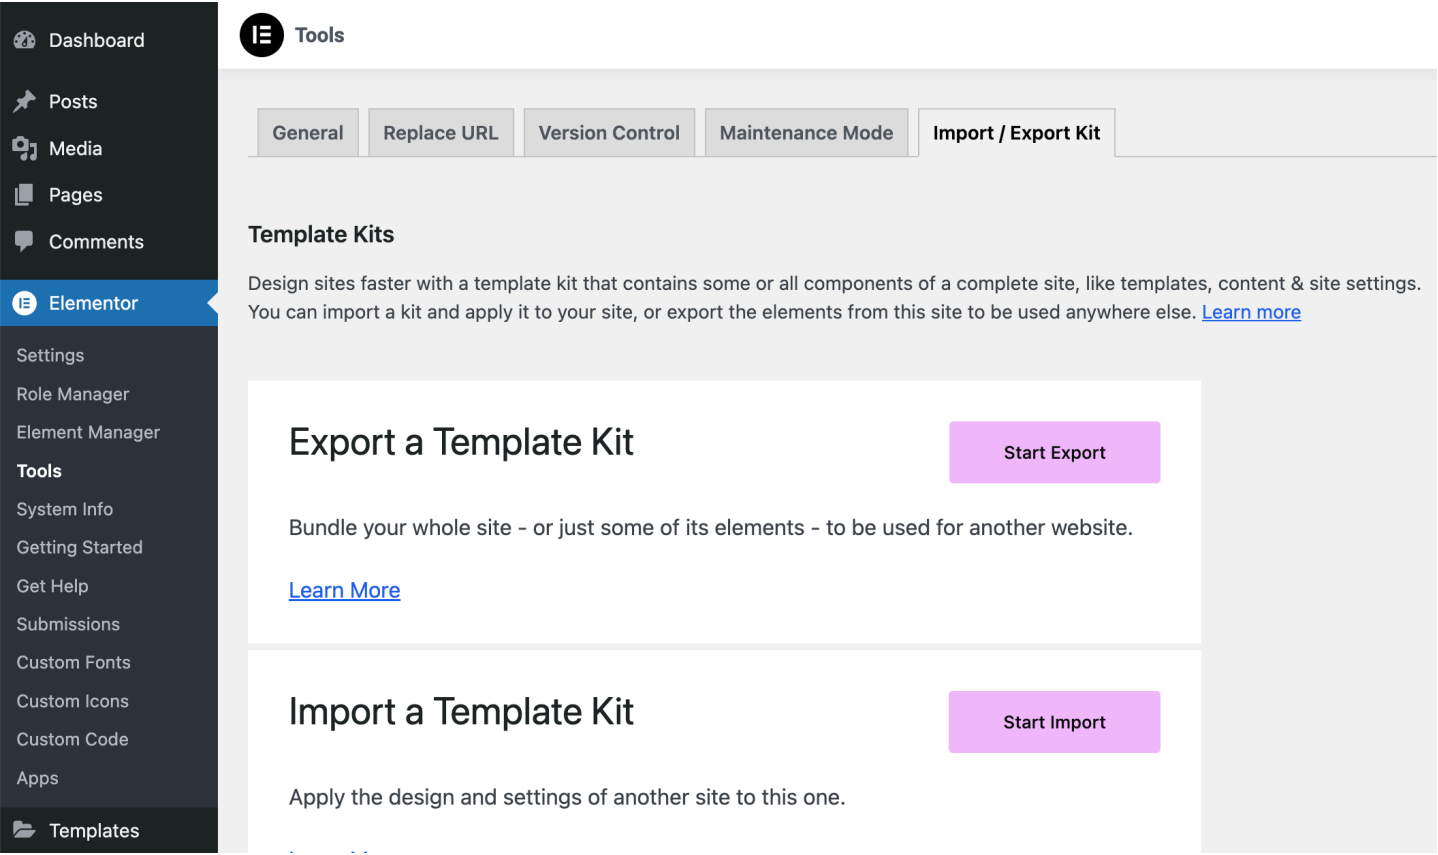 Dashboard
Posts
Media
Pages
Comments
Elementor
Settings
Role Manager
Element Manager
Tools
System Info
Getting Started
Get Help
Submissions
Custom Fonts
Custom Icons
Custom Code
Apps
Templates
Tools
General
Replace URL
Version Control
Maintenance Mode
Import / Export Kit
Template Kits
Design sites faster with a template kit that contains some or all components of a complete site, like templates, content & site settings.
You can import a kit and apply it to your site, or export the elements from this site to be used anywhere else. Learn more
Export a Template Kit
Start Export
Bundle your whole site - or just some of its elements - to be used for another website.
Learn More
Import a Template Kit
Start Import
Apply the design and settings of another site to this one.